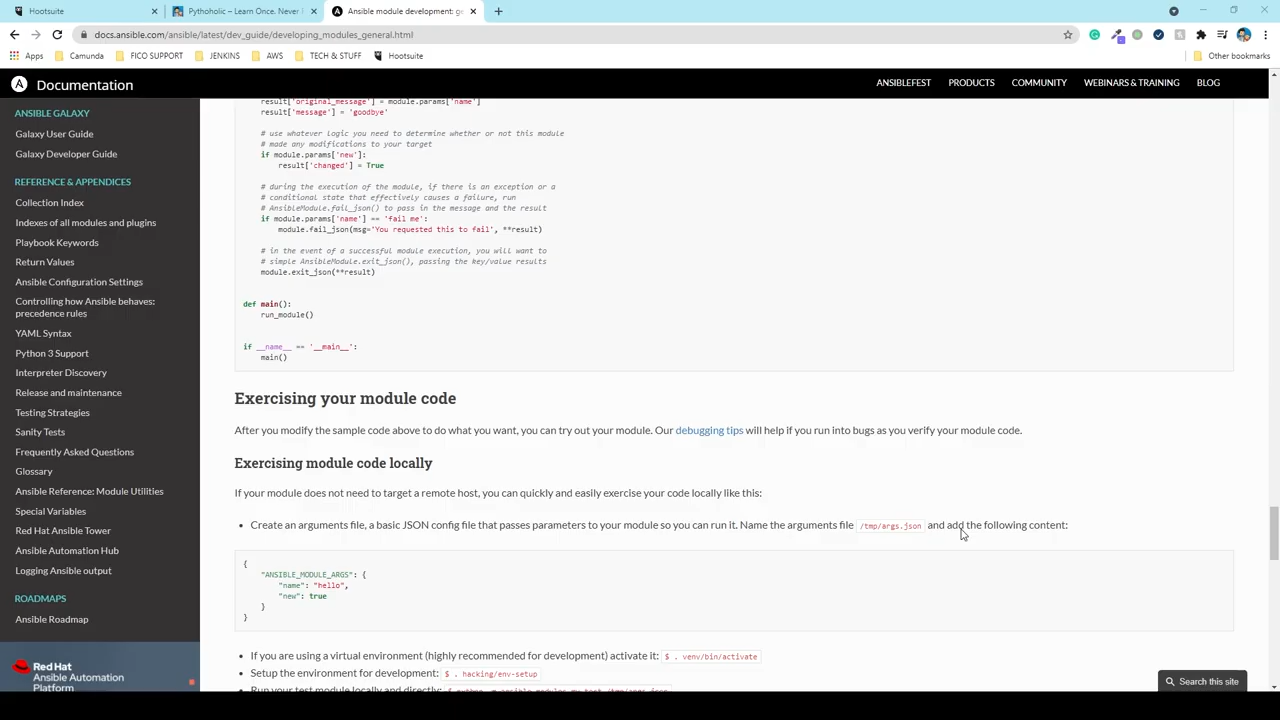 Hootsuite
Pythoholic – Learn Once. Never F
Ansible module development: ge
docs.ansible.com/ansible/latest/dev_guide/developing_modules_general.html
Apps
Camunda
FICO SUPPORT
JENKINS
AWS
TECH & STUFF
Hootsuite
Other bookmarks
Documentation
ANSIBLEFEST
PRODUCTS
COMMUNITY
WEBINARS & TRAINING
BLOG
ANSIBLE GALAXY
Galaxy User Guide
Galaxy Developer Guide
REFERENCE & APPENDICES
Collection Index
Indexes of all modules and plugins
Playbook Keywords
Return Values
Ansible Configuration Settings
Controlling how Ansible behaves:
precedence rules
YAML Syntax
Python 3 Support
Interpreter Discovery
Release and maintenance
Testing Strategies
Sanity Tests
Frequently Asked Questions
Glossary
Ansible Reference: Module Utilities
Special Variables
Red Hat Ansible Tower
Ansible Automation Hub
Logging Ansible output
ROADMAPS
Ansible Roadmap
Red Hat
Ansible Automation
Platform
result['original_message'] = module.params['name']
result['message'] = 'goodbye'
# use whatever logic you need to determine whether or not this module
# made any modifications to your target
if module.params['new']:
result['changed'] = True
# during the execution of the module, if there is an exception or a
# conditional state that effectively causes a failure, run
# AnsibleModule.fail_json() to pass in the message and the result
if module.params['name'] == 'fail me':
module.fail_json(msg='You requested this to fail', **result)
# in the event of a successful module execution, you will want to
# simple AnsibleModule.exit_json(), passing the key/value results
module.exit_json(**result)
def main():
run_module()
if __name__ == '__main__':
main()
Exercising your module code
After you modify the sample code above to do what you want, you can try out your module. Our debugging tips will help if you run into bugs as you verify your module code.
Exercising module code locally
If your module does not need to target a remote host, you can quickly and easily exercise your code locally like this:
• Create an arguments file, a basic JSON config file that passes parameters to your module so you can run it. Name the arguments file /tmp/args.json and add the following content:
{
"ANSIBLE_MODULE_ARGS": {
"name": "hello",
"new": true
}
}
• If you are using a virtual environment (highly recommended for development) activate it: $ . venv/bin/activate
• Setup the environment for development: $ . hacking/env-setup
• Run your test module locally and directly: $ python -m ansible.modules.my_test /tmp/args.json
Search this site